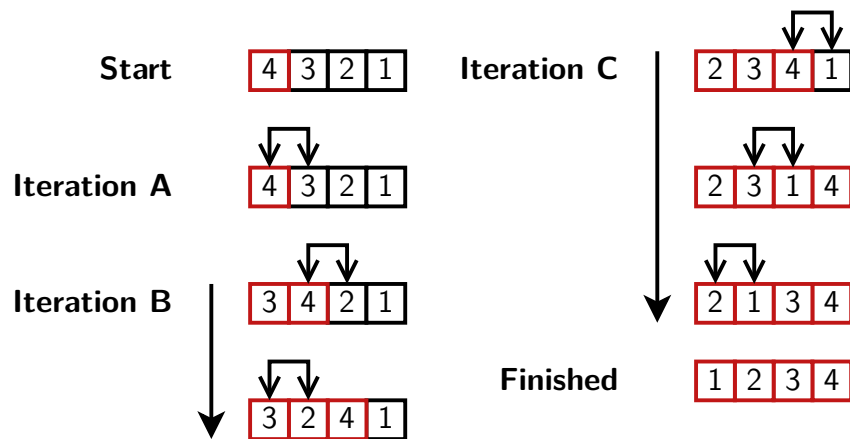 Start 4 3 2 1
Iteration A 4 3 2 1
Iteration B 3 4 2 1
3 2 4 1
Iteration C 2 3 4 1
2 3 1 4
2 1 3 4
Finished 1 2 3 4